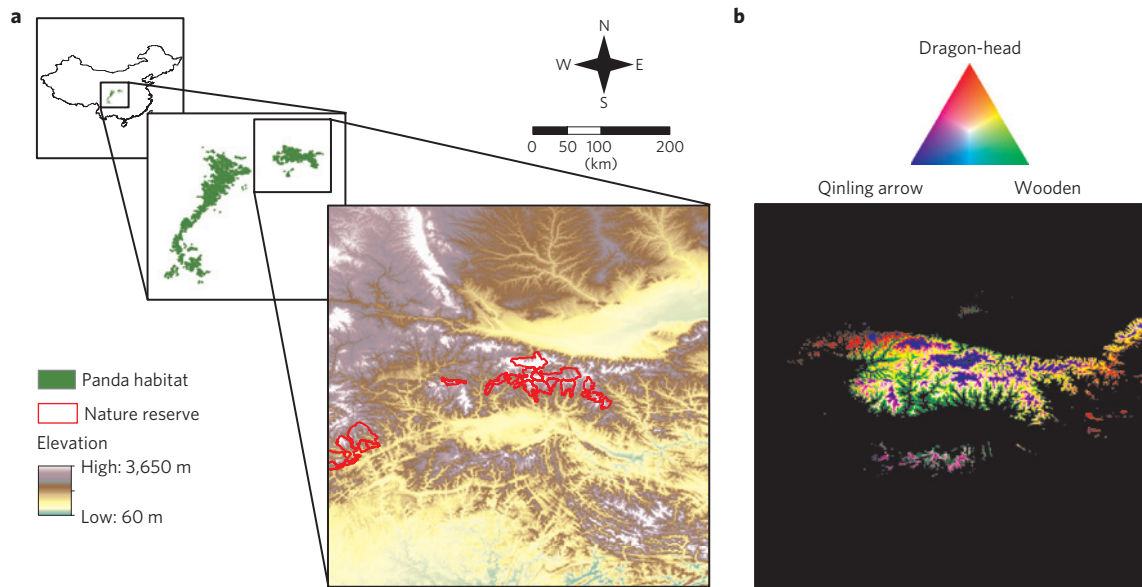 a
N
W
E
S
0 50 100 200
(km)
Panda habitat
Nature reserve
Elevation
High: 3,650 m
Low: 60 m
b
Dragon-head
Qinling arrow
Wooden